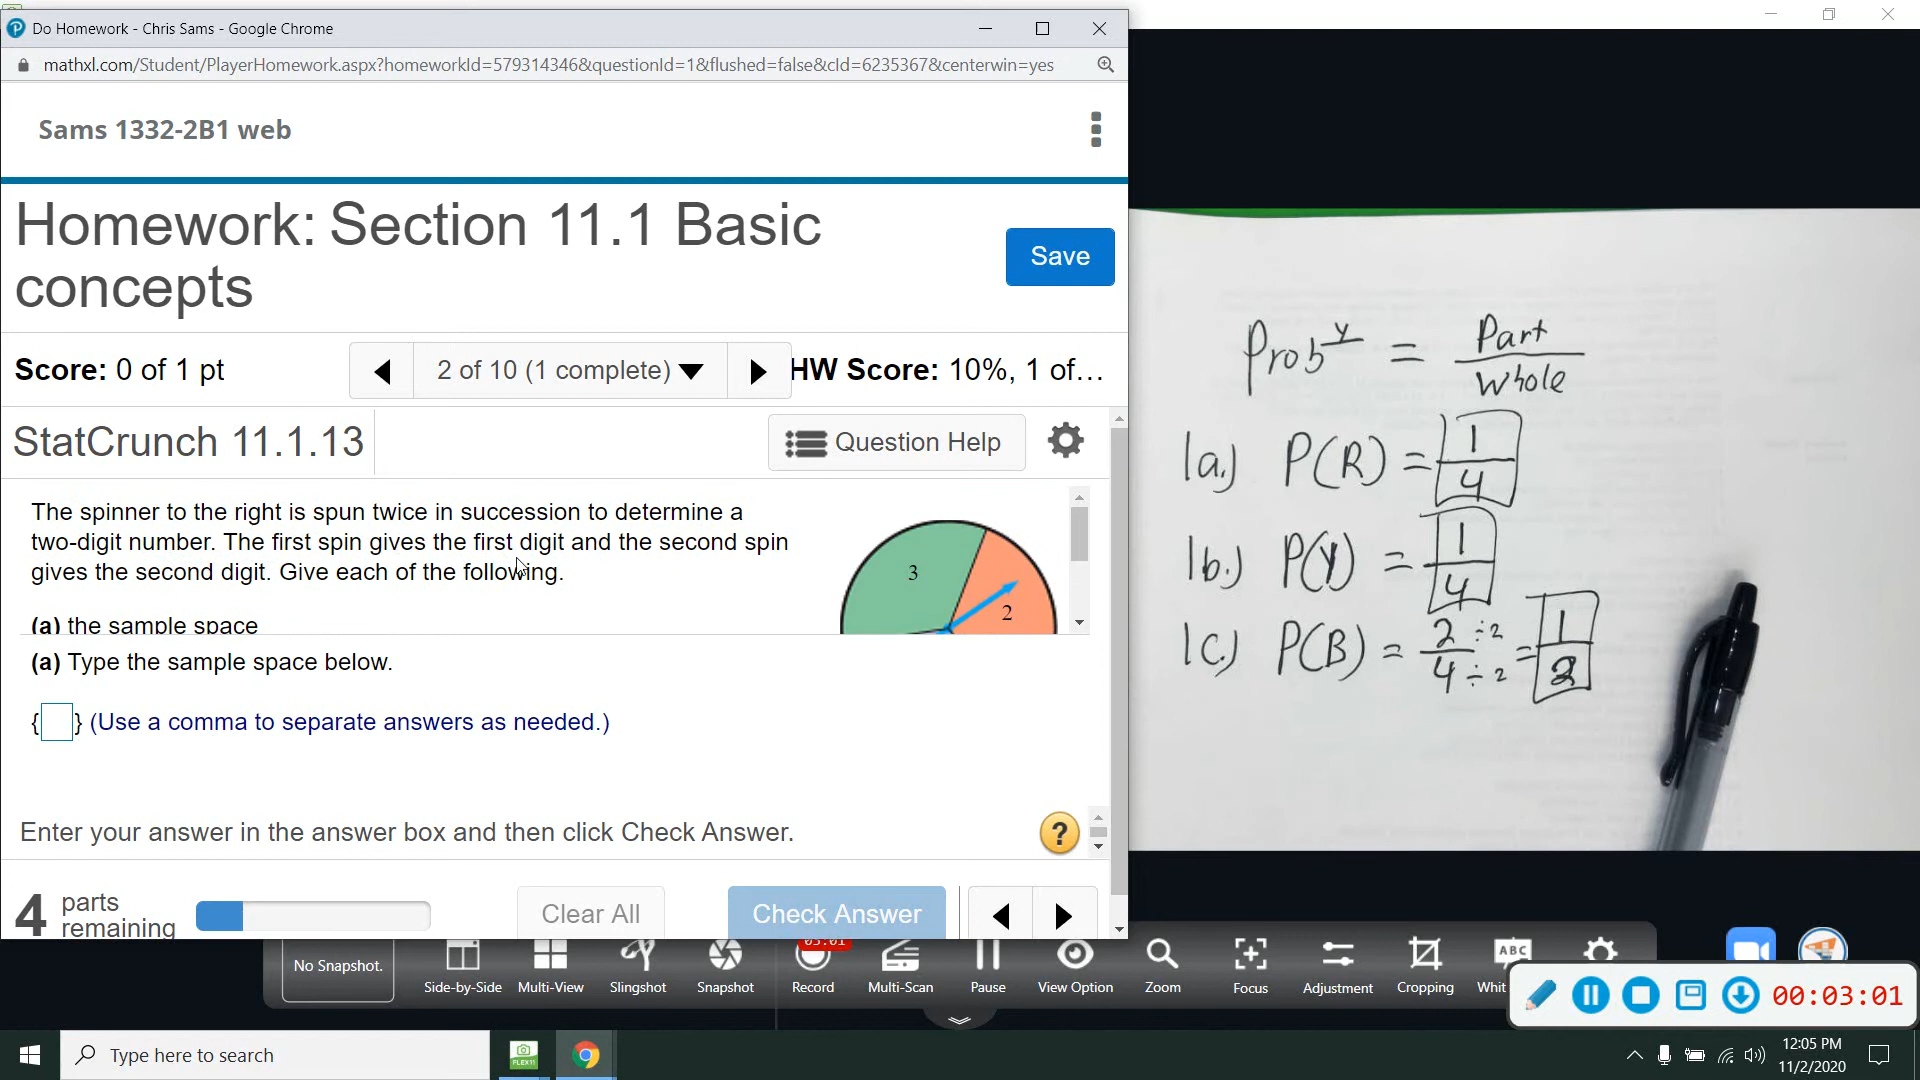 Do Homework - Chris Sams - Google Chrome
mathxl.com/Student/PlayerHomework.aspx?homeworkId=579314346&questionId=1&flushed=false&cId=6235367&centerwin=yes
Sams 1332-2B1 web
Homework: Section 11.1 Basic
concepts
Save
Score: 0 of 1 pt
2 of 10 (1 complete)
HW Score: 10%, 1 of...
StatCrunch 11.1.13
Question Help
The spinner to the right is spun twice in succession to determine a
two-digit number. The first spin gives the first digit and the second spin
gives the second digit. Give each of the following.
(a) the sample space
3
2
(a) Type the sample space below.
{ } (Use a comma to separate answers as needed.)
Enter your answer in the answer box and then click Check Answer.
?
4 parts
remaining
Clear All
Check Answer
Prob^y = Part / Whole
1a.) P(R) = 1/4
1b.) P(Y) = 1/4
1c.) P(B) = 2÷2 / 4÷2 = 1/2
No Snapshot.
Side-by-Side
Multi-View
Slingshot
Snapshot
03:01
Record
Multi-Scan
Pause
View Option
Zoom
Focus
Adjustment
Cropping
ABC
Whit
00:03:01
Type here to search
FLEX11
12:05 PM
11/2/2020